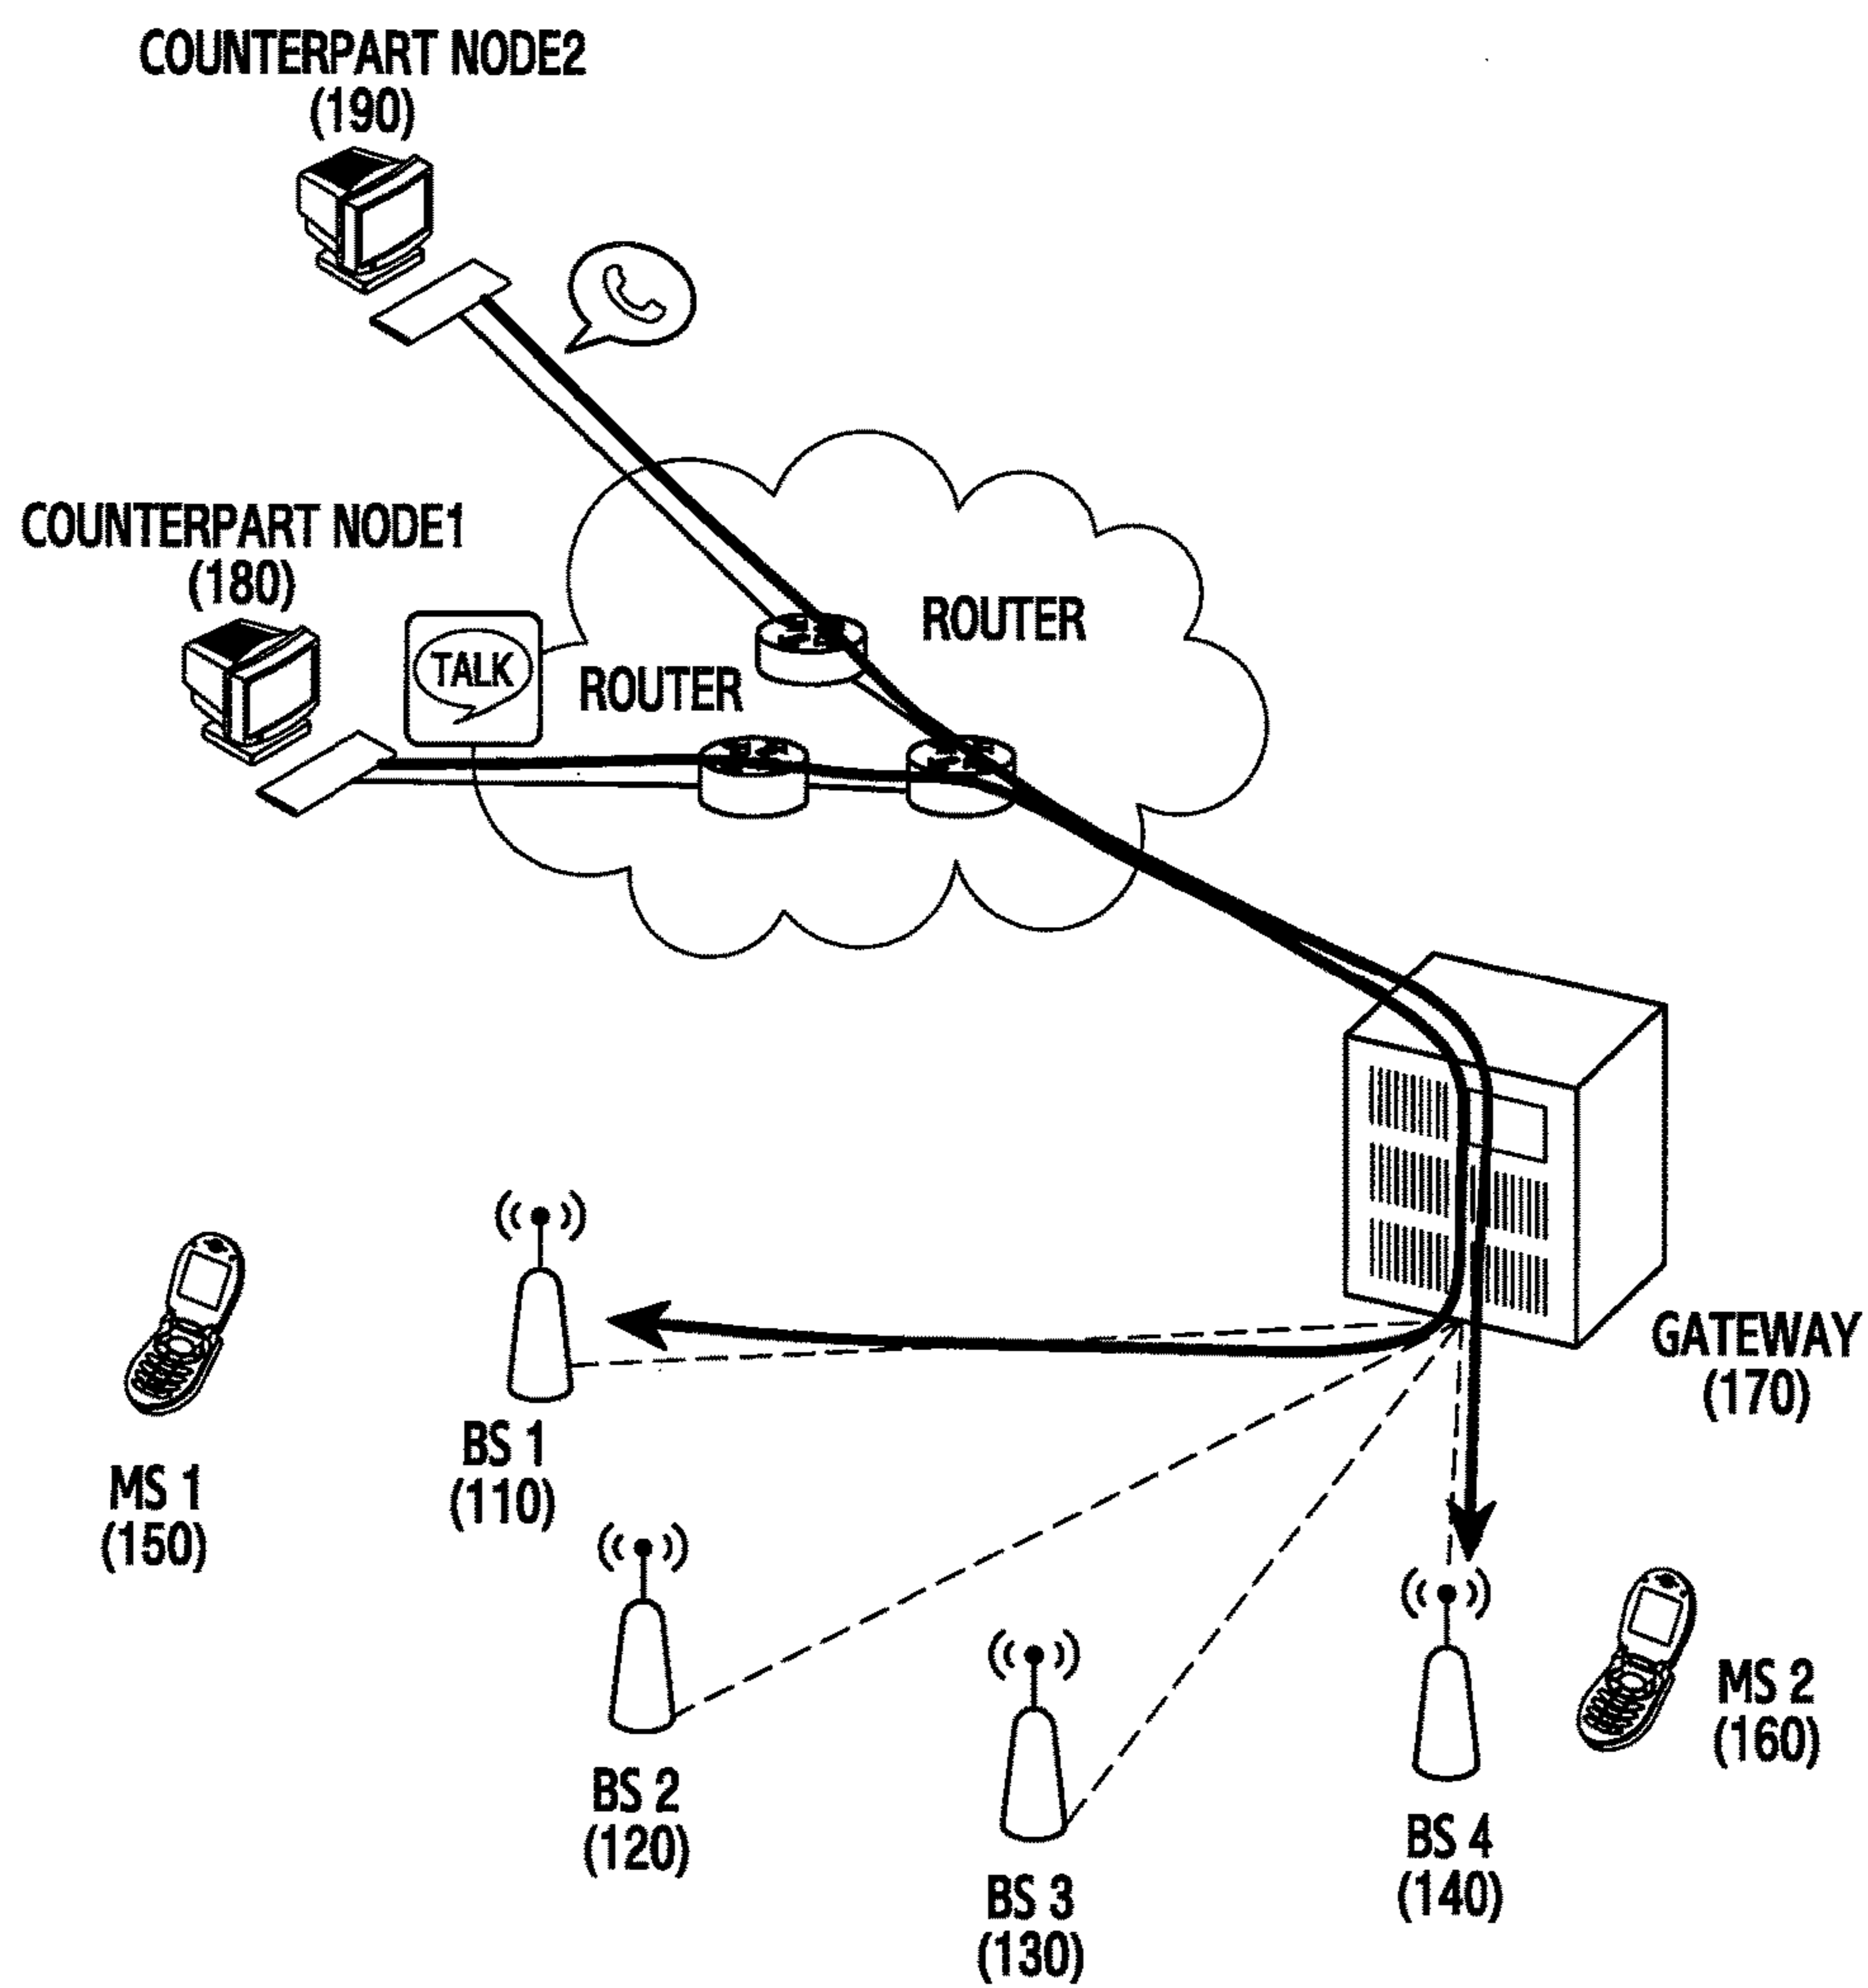 COUNTERPART NODE2
(190)
COUNTERPART NODE1
(180)
TALK
ROUTER
ROUTER
GATEWAY
(170)
MS 1
(150)
BS 1
(110)
BS 2
(120)
BS 3
(130)
BS 4
(140)
MS 2
(160)